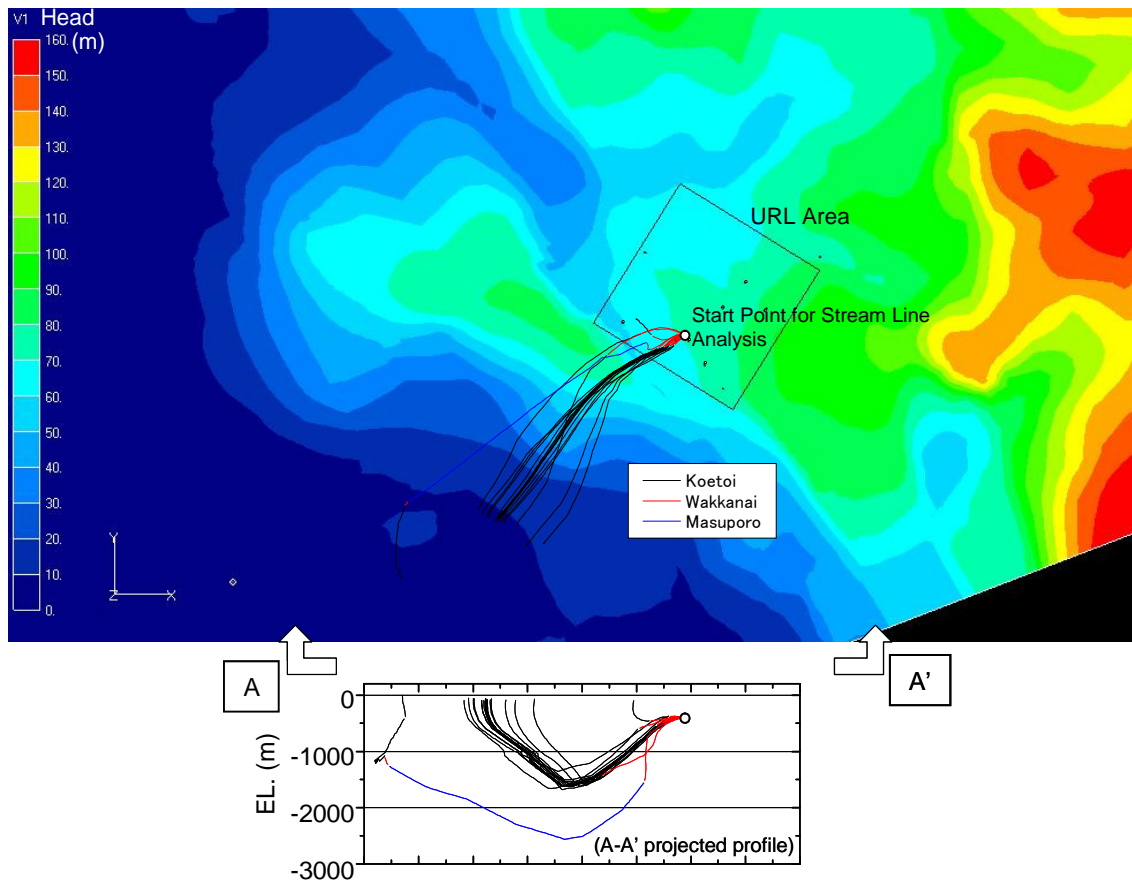 V1 Head
(m)
160.
150.
140.
130.
120.
110.
100.
90.
80.
70.
60.
50.
40.
30.
20.
10.
0.
URL Area
Start Point for Stream Line
Analysis
Koetoi
Wakkanai
Masuporo
Y
Z X
A
A’
EL. (m)
0
-1000
-2000
-3000
(A-A’ projected profile)